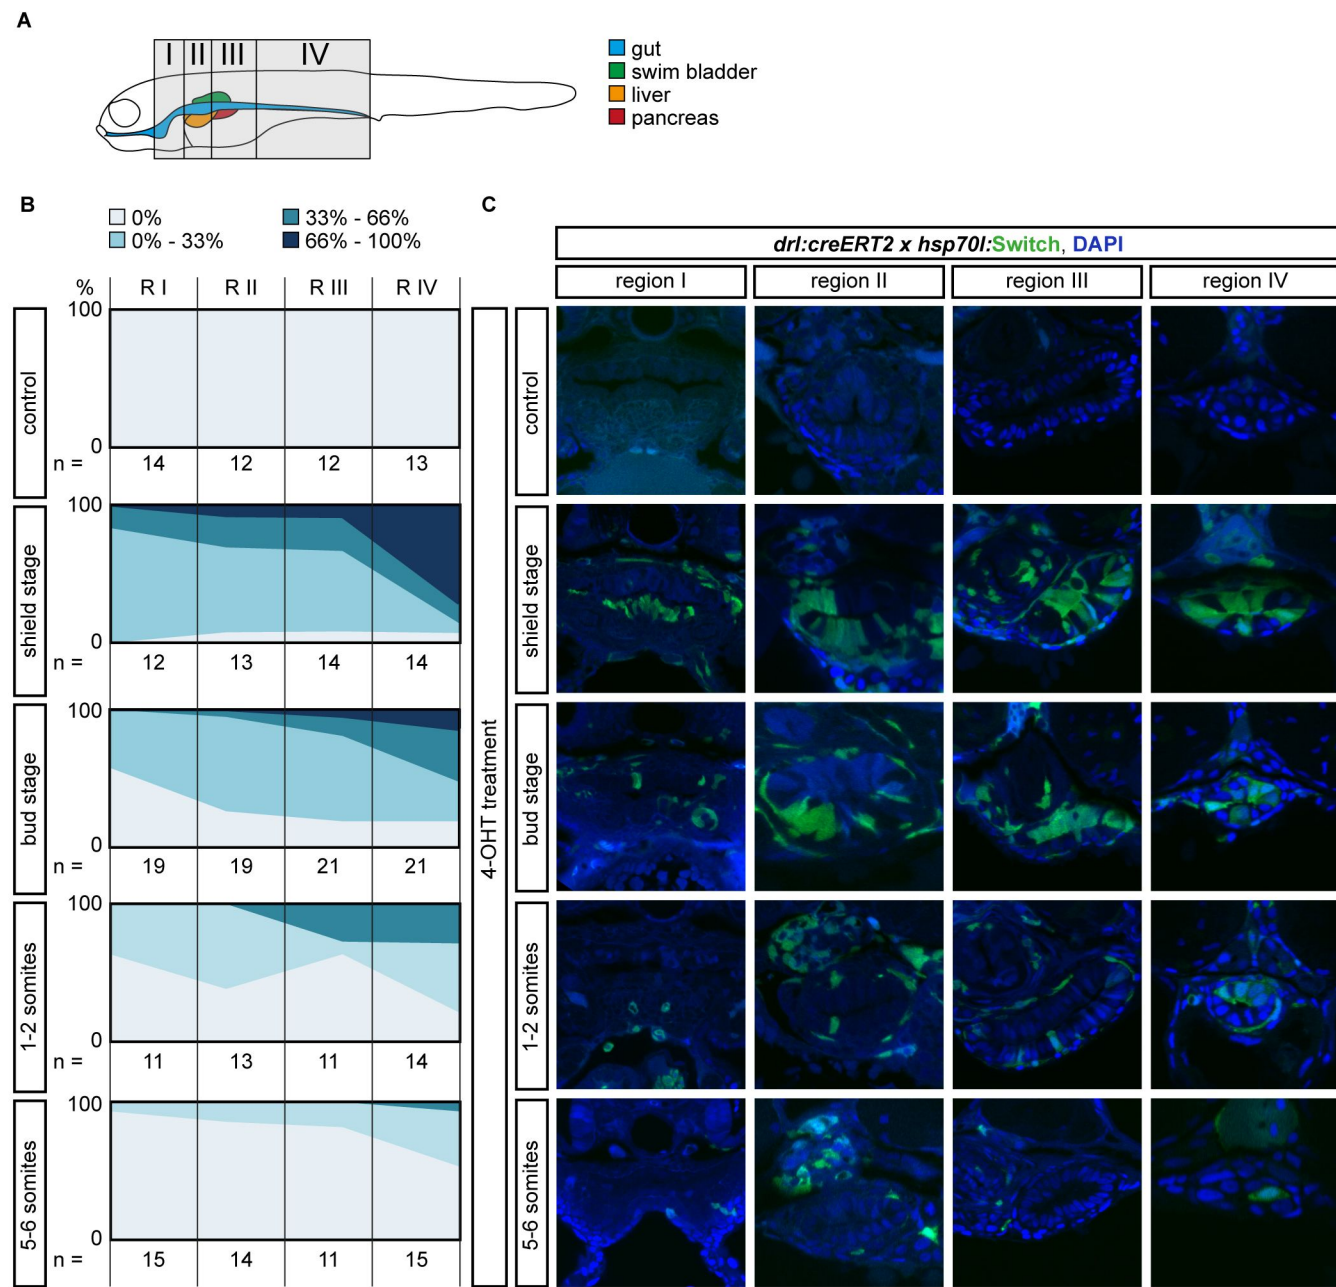 A
I II III IV
gut
swim bladder
liver
pancreas
B
0%
33% - 66%
0% - 33%
66% - 100%
% R I R II R III R IV
control
100
0
n = 14 12 12 13
shield stage
100
0
n = 12 13 14 14
bud stage
100
0
n = 19 19 21 21
1-2 somites
100
0
n = 11 13 11 14
5-6 somites
100
0
n = 15 14 11 15
4-OHT treatment
C
drl:creERT2 x hsp70l:Switch, DAPI
region I region II region III region IV
control
shield stage
bud stage
1-2 somites
5-6 somites